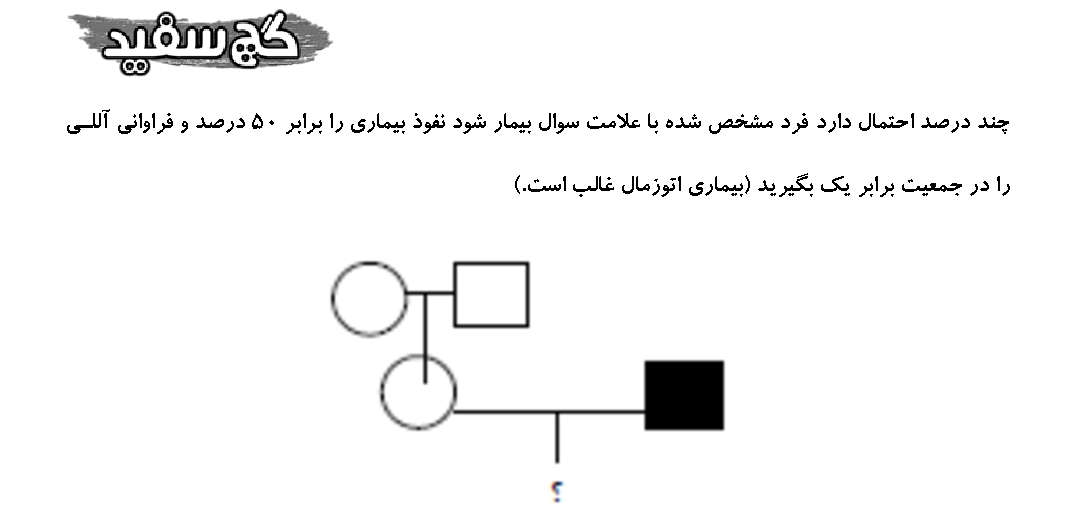 گچ سفید
چند درصد احتمال دارد فرد مشخص شده با علامت سوال بیمار شود نفوذ بیماری را برابر ۵۰ درصد و فراوانی آللـی
را در جمعیت برابر یک بگیرید (بیماری اتوزمال غالب است.)
؟